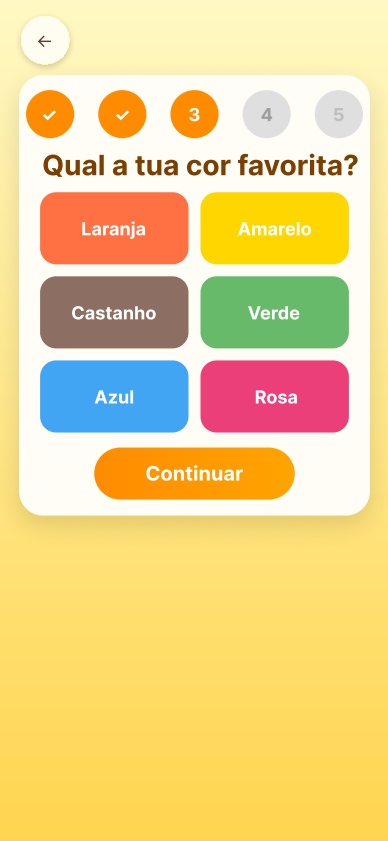 ←
✓ ✓ 3 4 5
Qual a tua cor favorita?
Laranja Amarelo
Castanho Verde
Azul Rosa
Continuar